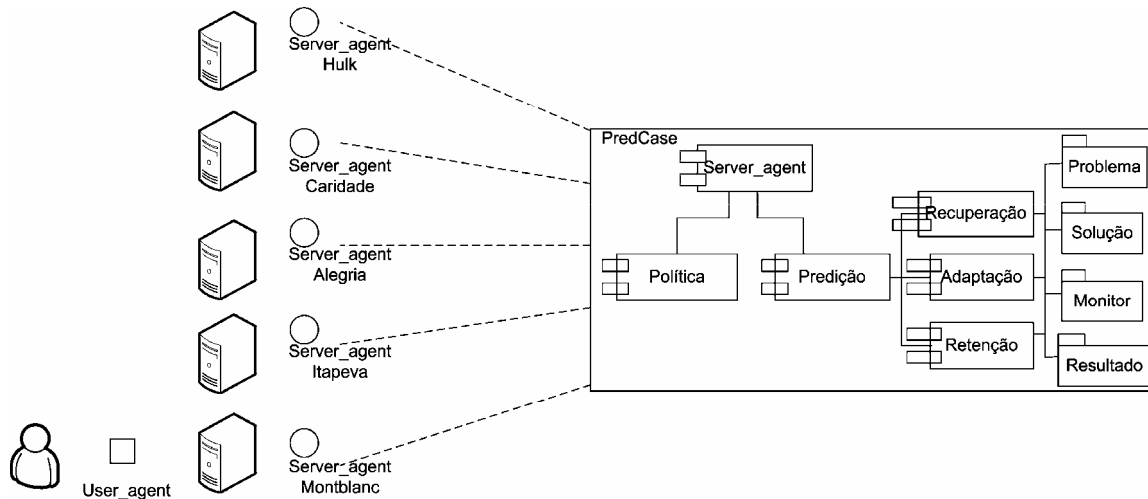 Server_agent
Hulk
Server_agent
Caridade
Server_agent
Alegria
Server_agent
Itapeva
Server_agent
Montblanc
User_agent
PredCase
Server_agent
Política
Predição
Recuperação
Adaptação
Retenção
Problema
Solução
Monitor
Resultado